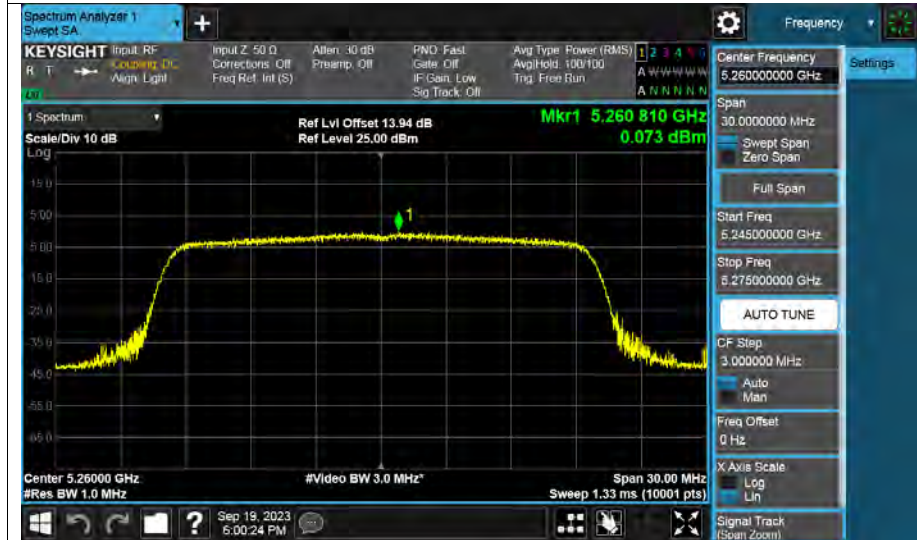 Spectrum Analyzer 1
Swept SA
+
Frequency
KEYSIGHT
R T
Input: RF
Coupling: DC
Align: Light
Input Z: 50 Ω
Corrections: Off
Freq Ref: Int (S)
Atten: 30 dB
Preamp: Off
PNO: Fast
Gate: Off
IF Gain: Low
Sig Track: Off
Avg Type: Power (RMS)
Avg|Hold: 100/100
Trig: Free Run
1 2 3 4 5 6
A W W W W W
A N N N N N
1 Spectrum
Scale/Div 10 dB
Ref Lvl Offset 13.94 dB
Ref Level 25.00 dBm
Mkr1 5.260 810 GHz
0.073 dBm
Log
15.0
5.00
-5.00
-15.0
-25.0
-35.0
-45.0
-55.0
-65.0
1
Center 5.26000 GHz
#Res BW 1.0 MHz
#Video BW 3.0 MHz*
Span 30.00 MHz
Sweep 1.33 ms (10001 pts)
Sep 19, 2023
6:00:24 PM
?
Center Frequency
5.260000000 GHz
Settings
Span
30.0000000 MHz
Swept Span
Zero Span
Full Span
Start Freq
5.245000000 GHz
Stop Freq
5.275000000 GHz
AUTO TUNE
CF Step
3.000000 MHz
Auto
Man
Freq Offset
0 Hz
X Axis Scale
Log
Lin
Signal Track
(Span Zoom)